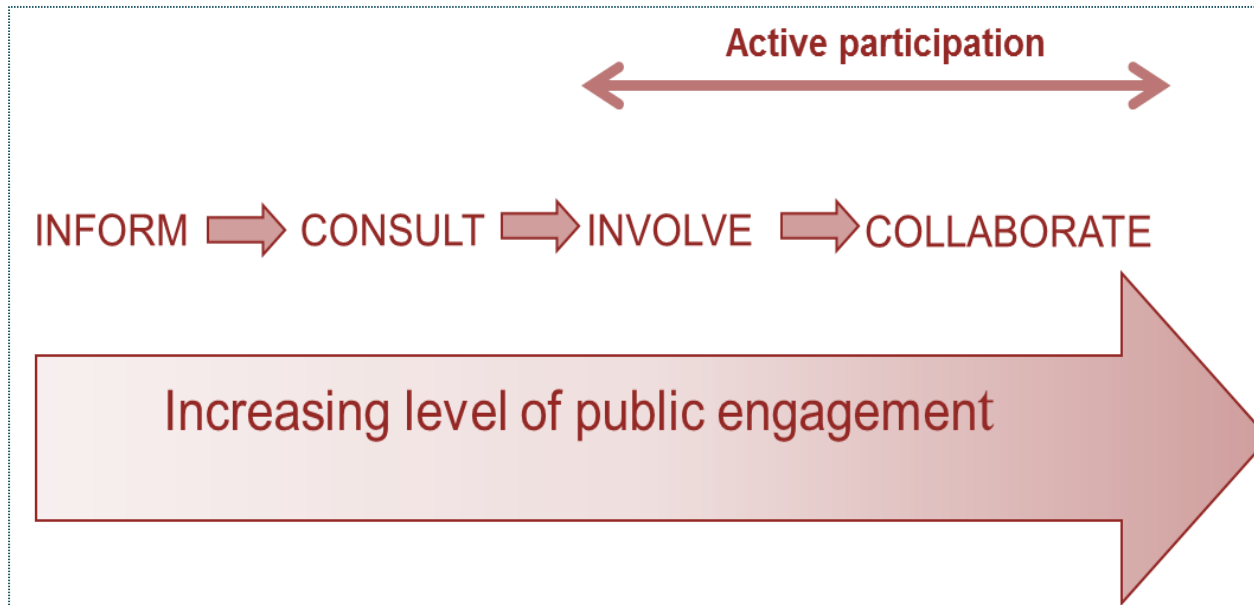 Active participation
INFORM CONSULT INVOLVE COLLABORATE
Increasing level of public engagement